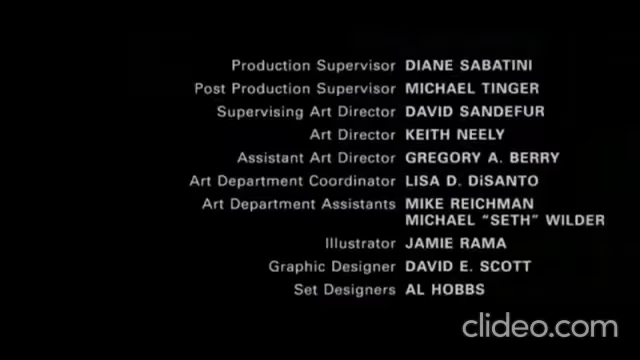 Production Supervisor DIANE SABATINI
Post Production Supervisor MICHAEL TINGER
Supervising Art Director DAVID SANDEFUR
Art Director KEITH NEELY
Assistant Art Director GREGORY A. BERRY
Art Department Coordinator LISA D. DiSANTO
Art Department Assistants MIKE REICHMAN
MICHAEL “SETH” WILDER
Illustrator JAMIE RAMA
Graphic Designer DAVID E. SCOTT
Set Designers AL HOBBS
clideo.com